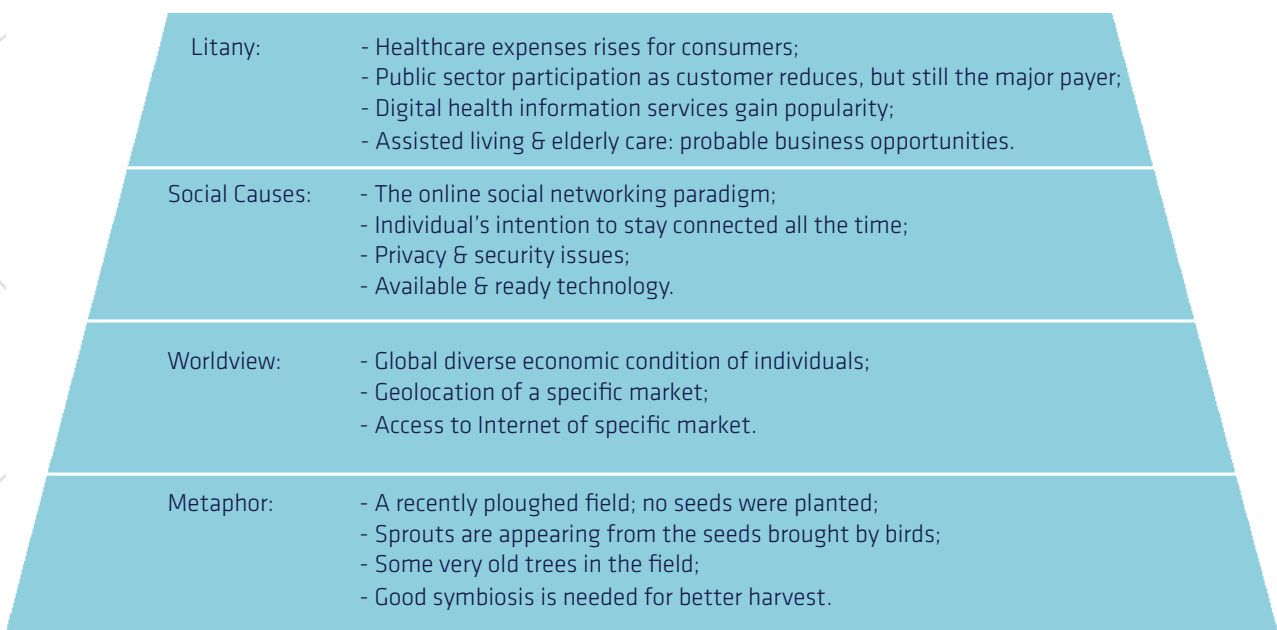 Litany: - Healthcare expenses rises for consumers;
- Public sector participation as customer reduces, but still the major payer;
- Digital health information services gain popularity;
- Assisted living & elderly care: probable business opportunities.
Social Causes: - The online social networking paradigm;
- Individual’s intention to stay connected all the time;
- Privacy & security issues;
- Available & ready technology.
Worldview: - Global diverse economic condition of individuals;
- Geolocation of a specific market;
- Access to Internet of specific market.
Metaphor: - A recently ploughed field; no seeds were planted;
- Sprouts are appearing from the seeds brought by birds;
- Some very old trees in the field;
- Good symbiosis is needed for better harvest.